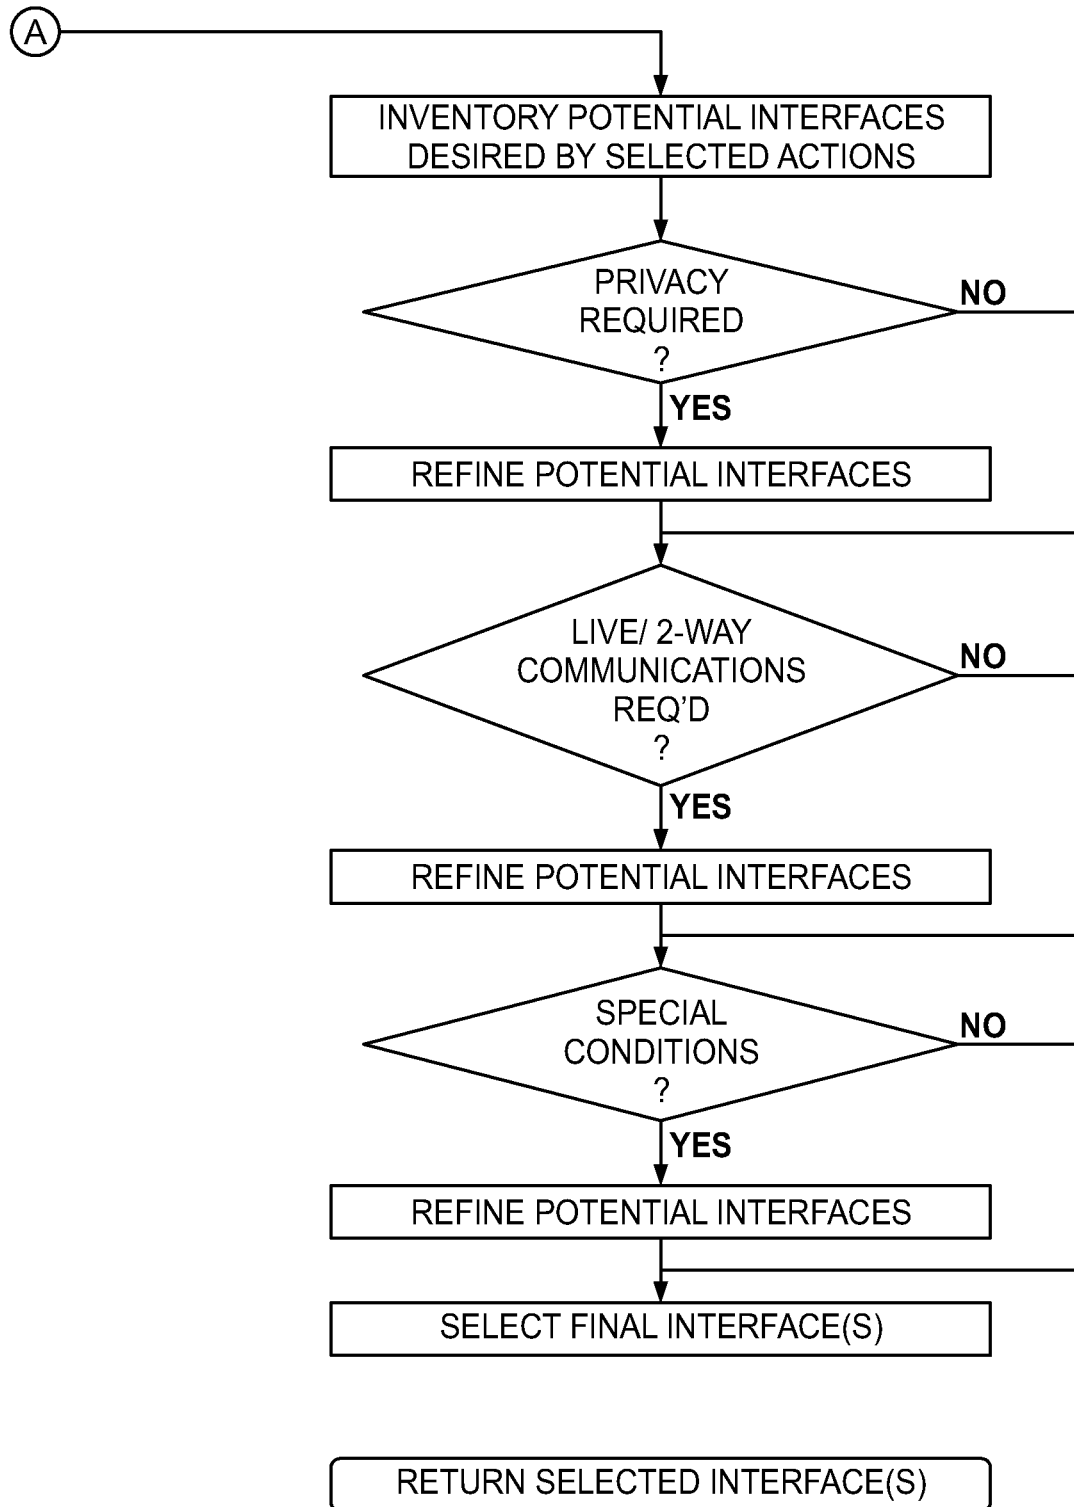 A
INVENTORY POTENTIAL INTERFACES
DESIRED BY SELECTED ACTIONS
PRIVACY
REQUIRED
?
NO
YES
REFINE POTENTIAL INTERFACES
LIVE/ 2-WAY
COMMUNICATIONS
REQ'D
?
NO
YES
REFINE POTENTIAL INTERFACES
SPECIAL
CONDITIONS
?
NO
YES
REFINE POTENTIAL INTERFACES
SELECT FINAL INTERFACE(S)
RETURN SELECTED INTERFACE(S)